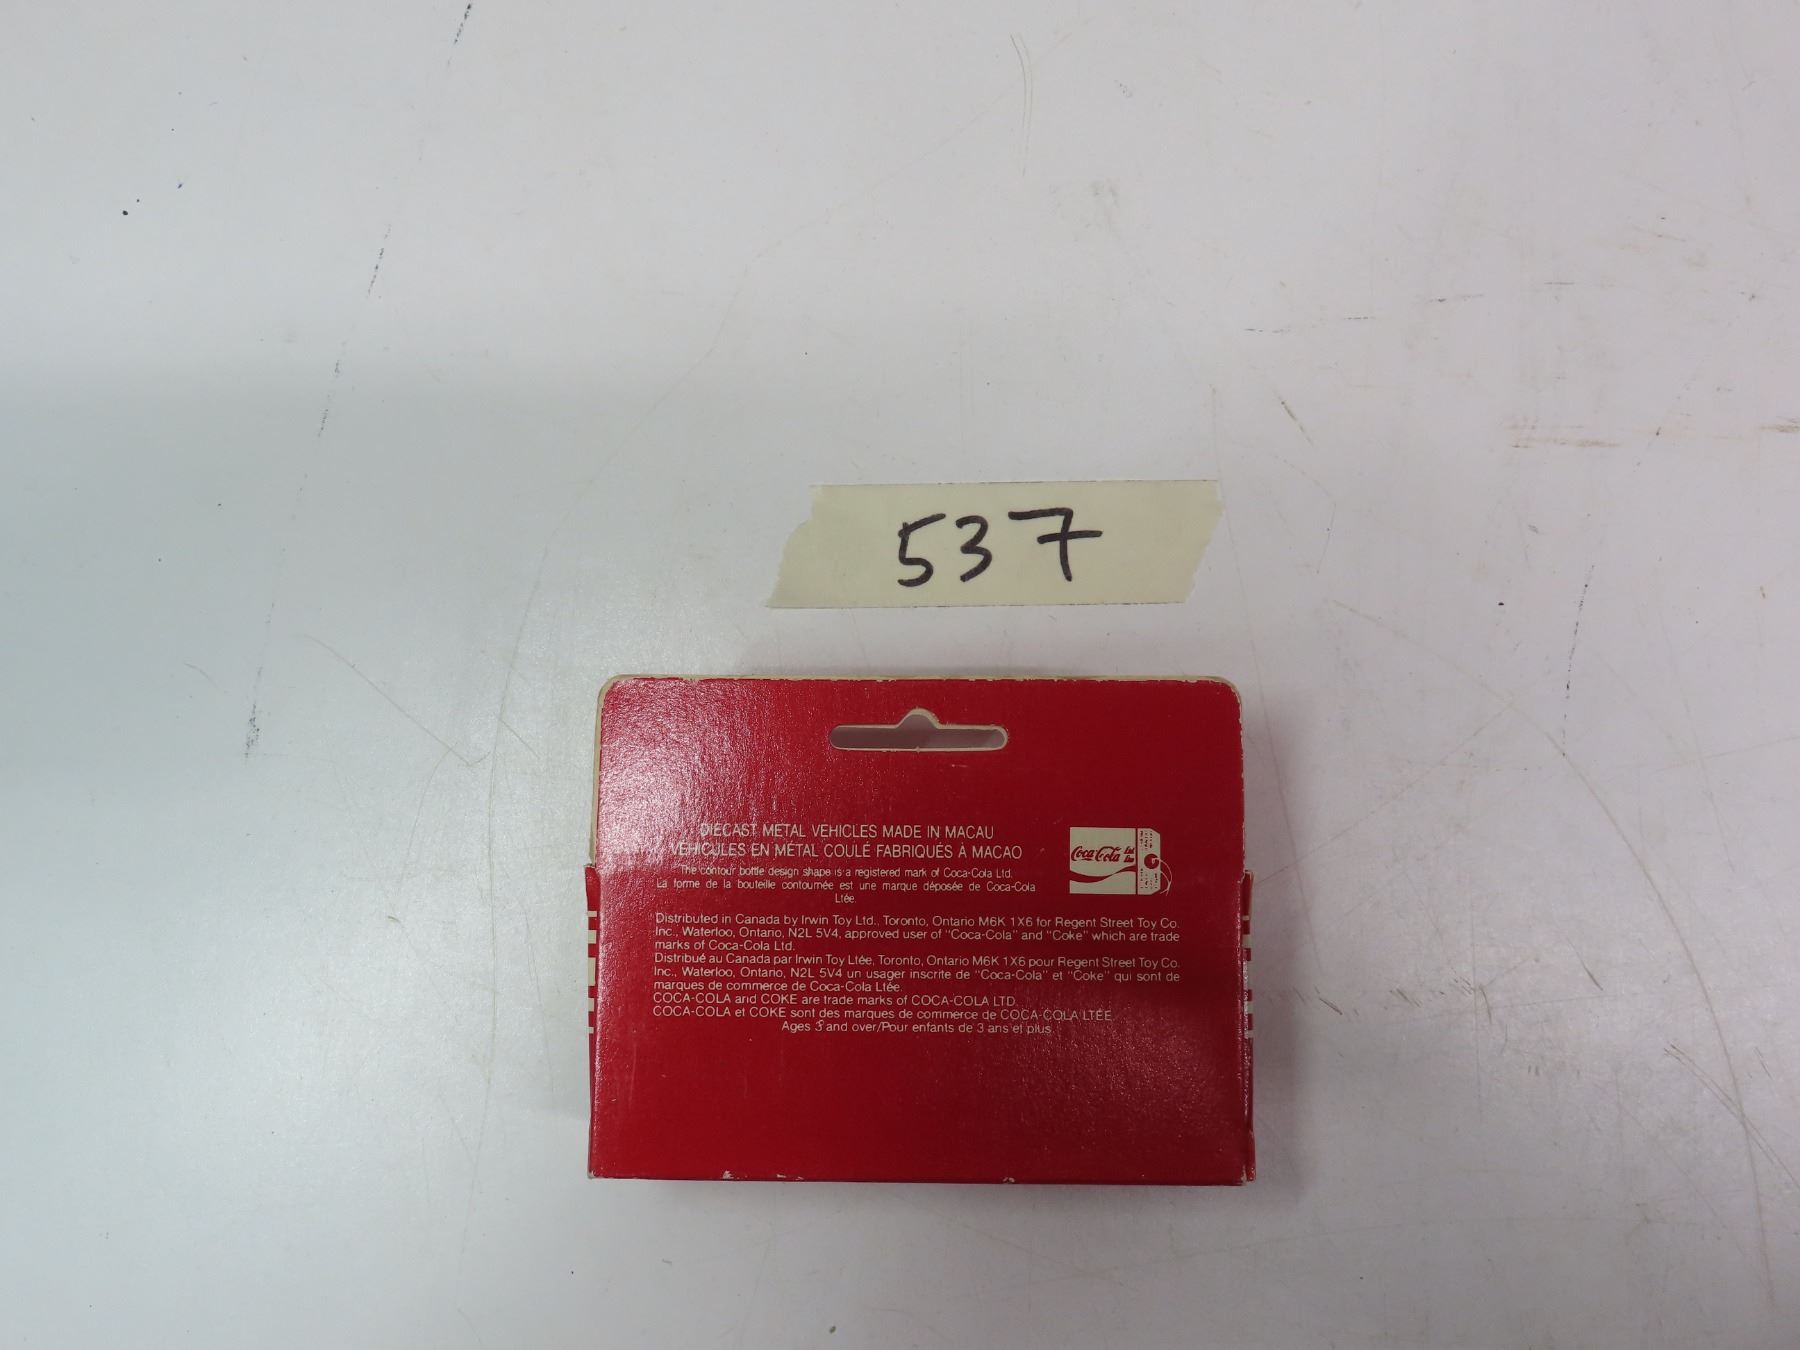 537
DIECAST METAL VEHICLES MADE IN MACAU
VÉHICULES EN MÉTAL COULÉ FABRIQUÉS À MACAO
The contour bottle design shape is a registered mark of Coca-Cola Ltd.
La forme de la bouteille contournée est une marque déposée de Coca-Cola
Ltée.
Coca-Cola Ltd.
Distributed in Canada by Irwin Toy Ltd., Toronto, Ontario M6K 1X6 for Regent Street Toy Co.
Inc., Waterloo, Ontario, N2L 5V4, approved user of "Coca-Cola" and "Coke" which are trade
marks of Coca-Cola Ltd.
Distribué au Canada par Irwin Toy Ltée, Toronto, Ontario M6K 1X6 pour Regent Street Toy Co.
Inc., Waterloo, Ontario, N2L 5V4 un usager inscrite de "Coca-Cola" et "Coke" qui sont de
marques de commerce de Coca-Cola Ltée.
COCA-COLA and COKE are trade marks of COCA-COLA LTD.
COCA-COLA et COKE sont des marques de commerce de COCA-COLA LTÉE.
Ages 3 and over/Pour enfants de 3 ans et plus.